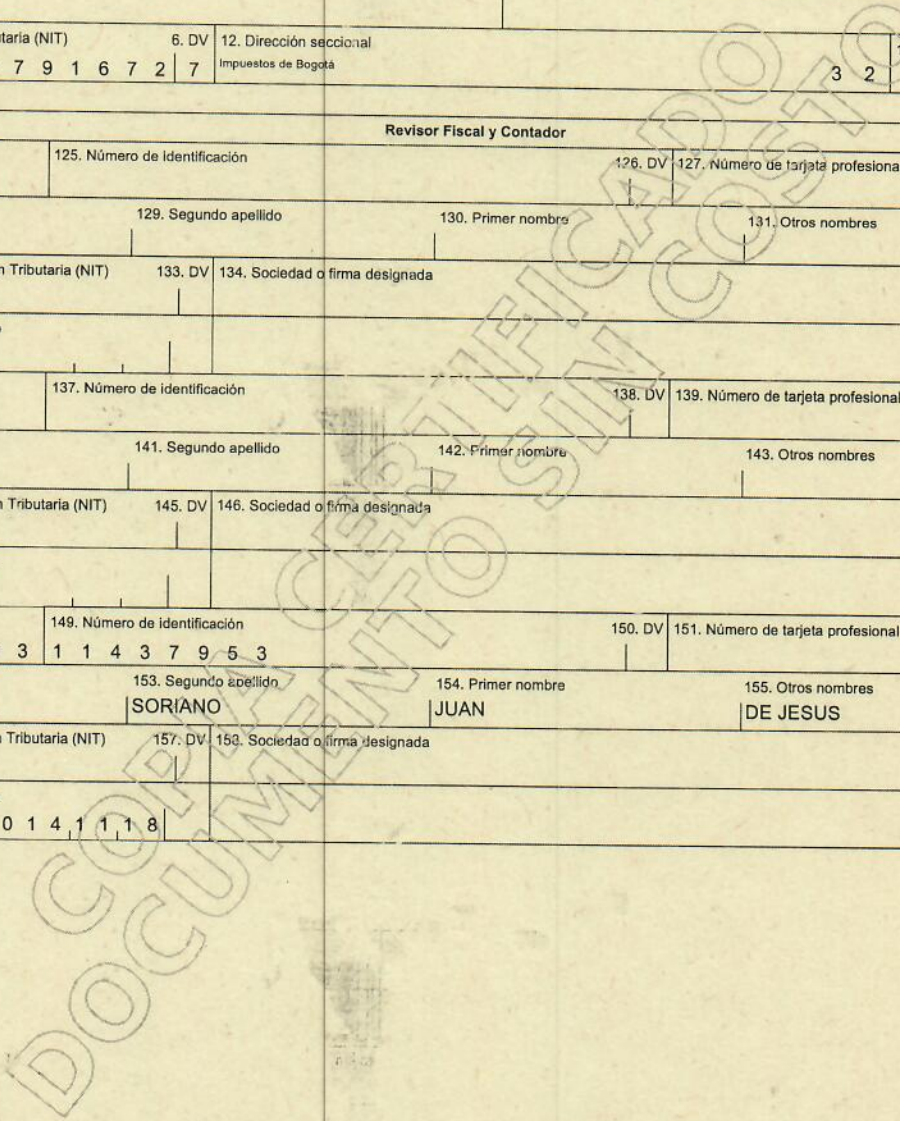 taria (NIT) 6. DV 12. Dirección seccional
7 9 1 6 7 2 7 Impuestos de Bogotá 3 2
Revisor Fiscal y Contador
125. Número de identificación 126. DV 127. Número de tarjeta profesiona
129. Segundo apellido 130. Primer nombre 131. Otros nombres
n Tributaria (NIT) 133. DV 134. Sociedad o firma designada
137. Número de identificación 138. DV 139. Número de tarjeta profesional
141. Segundo apellido 142. Primer nombre 143. Otros nombres
n Tributaria (NIT) 145. DV 146. Sociedad o firma designada
149. Número de identificación 150. DV 151. Número de tarjeta profesional
3 1 1 4 3 7 9 5 3
153. Segundo apellido 154. Primer nombre 155. Otros nombres
SORIANO JUAN DE JESUS
Tributaria (NIT) 157. DV 158. Sociedad o firma designada
0 1 4 1 1 1 8
COPIA CERTIFICADO
DOCUMENTO SIN COSTO